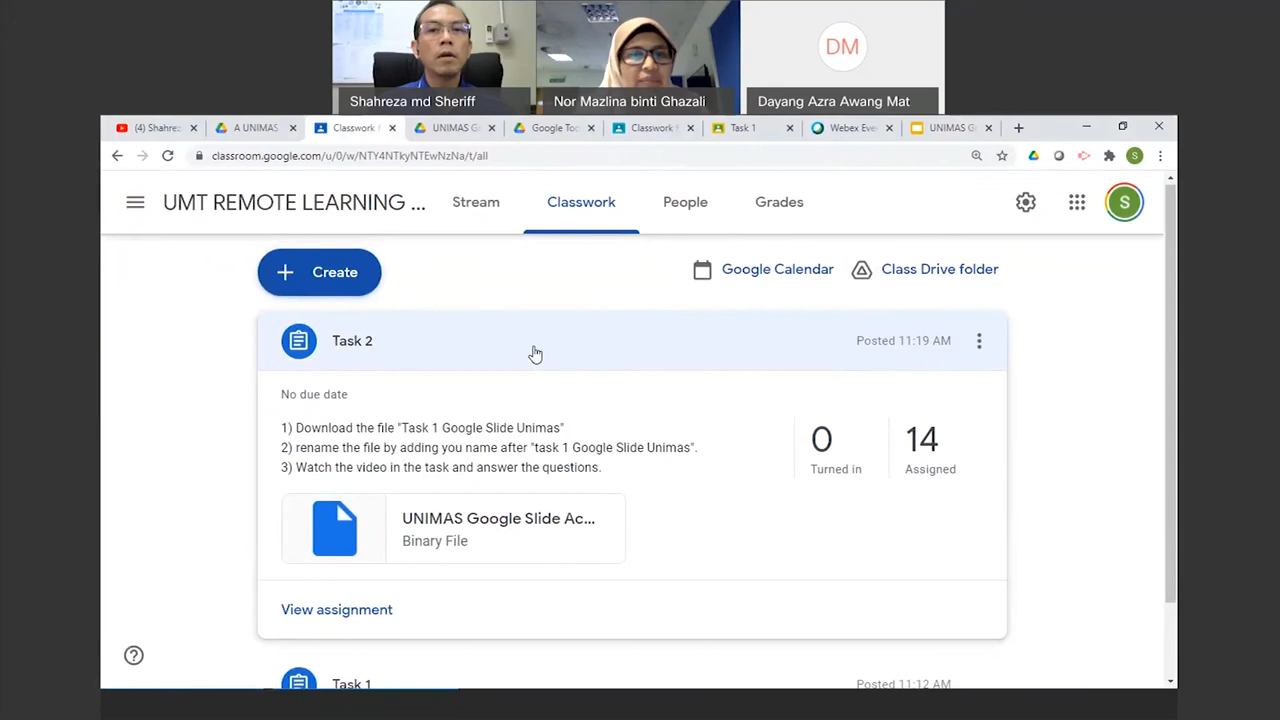 DM
Shahreza md Sheriff
Nor Mazlina binti Ghazali
Dayang Azra Awang Mat
(4) Shahrez
A UNIMAS
Classwork f
UNIMAS Go
Google Too
Classwork f
Task 1
Webex Eve
UNIMAS G
classroom.google.com/u/0/w/NTY4NTkyNTEwNzNa/t/all
S
UMT REMOTE LEARNING ...
Stream
Classwork
People
Grades
S
+ Create
Google Calendar
Class Drive folder
Task 2
Posted 11:19 AM
No due date
1) Download the file "Task 1 Google Slide Unimas"
2) rename the file by adding you name after "task 1 Google Slide Unimas".
3) Watch the video in the task and answer the questions.
0
Turned in
14
Assigned
UNIMAS Google Slide Ac...
Binary File
View assignment
Task 1
Posted 11:12 AM